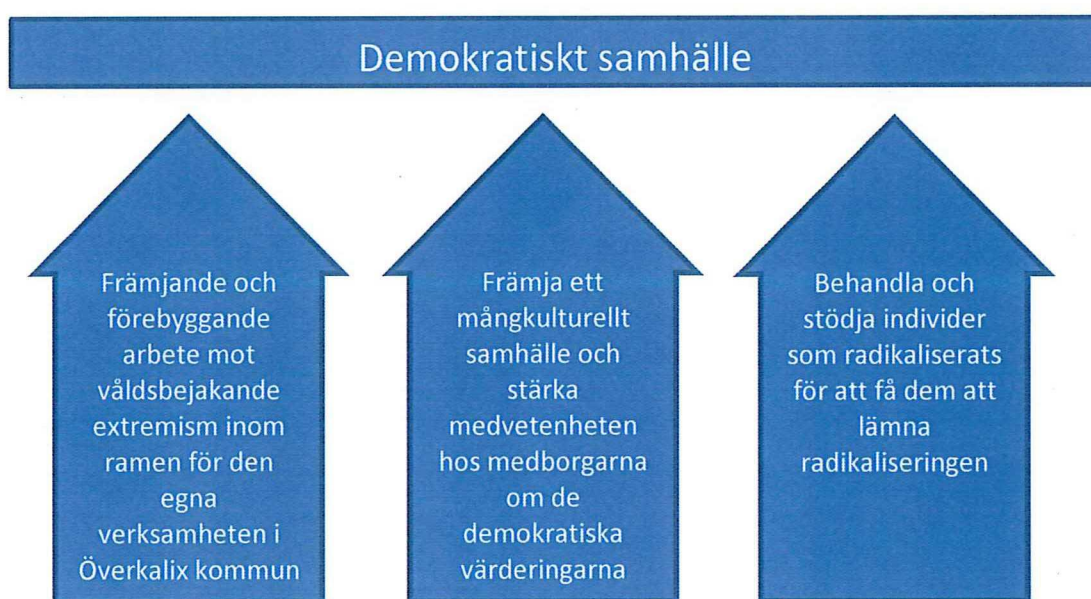 Demokratiskt samhälle
Främjande och
förebyggande
arbete mot
våldsbejakande
extremism inom
ramen för den
egna
verksamheten i
Överkalix kommun
Främja ett
mångkulturellt
samhälle och
stärka
medvetenheten
hos medborgarna
om de
demokratiska
värderingarna
Behandla och
stödja individer
som radikaliserats
för att få dem att
lämna
radikaliseringen